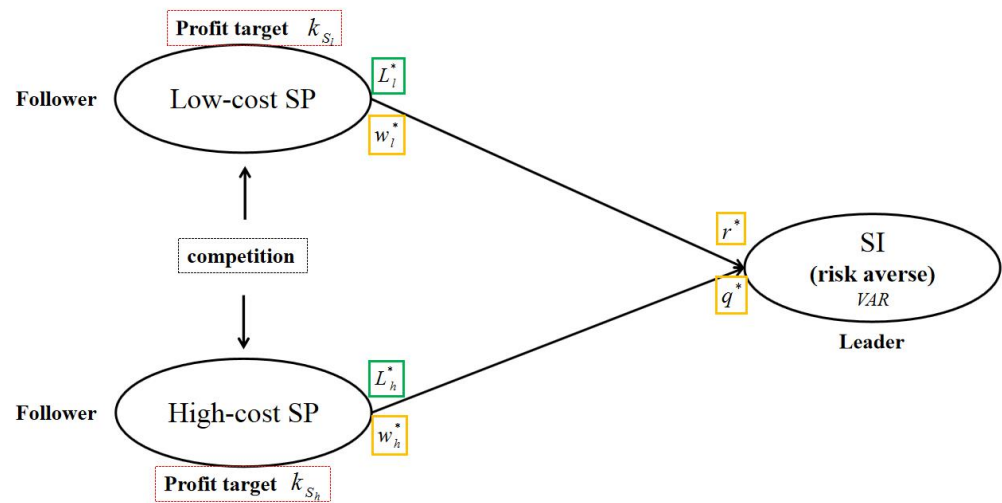 Profit target k_{S_l}
Follower
Low-cost SP
L_l^*
w_l^*
competition
r^*
q^*
SI
(risk averse)
VAR
Leader
Follower
High-cost SP
L_h^*
w_h^*
Profit target k_{S_h}